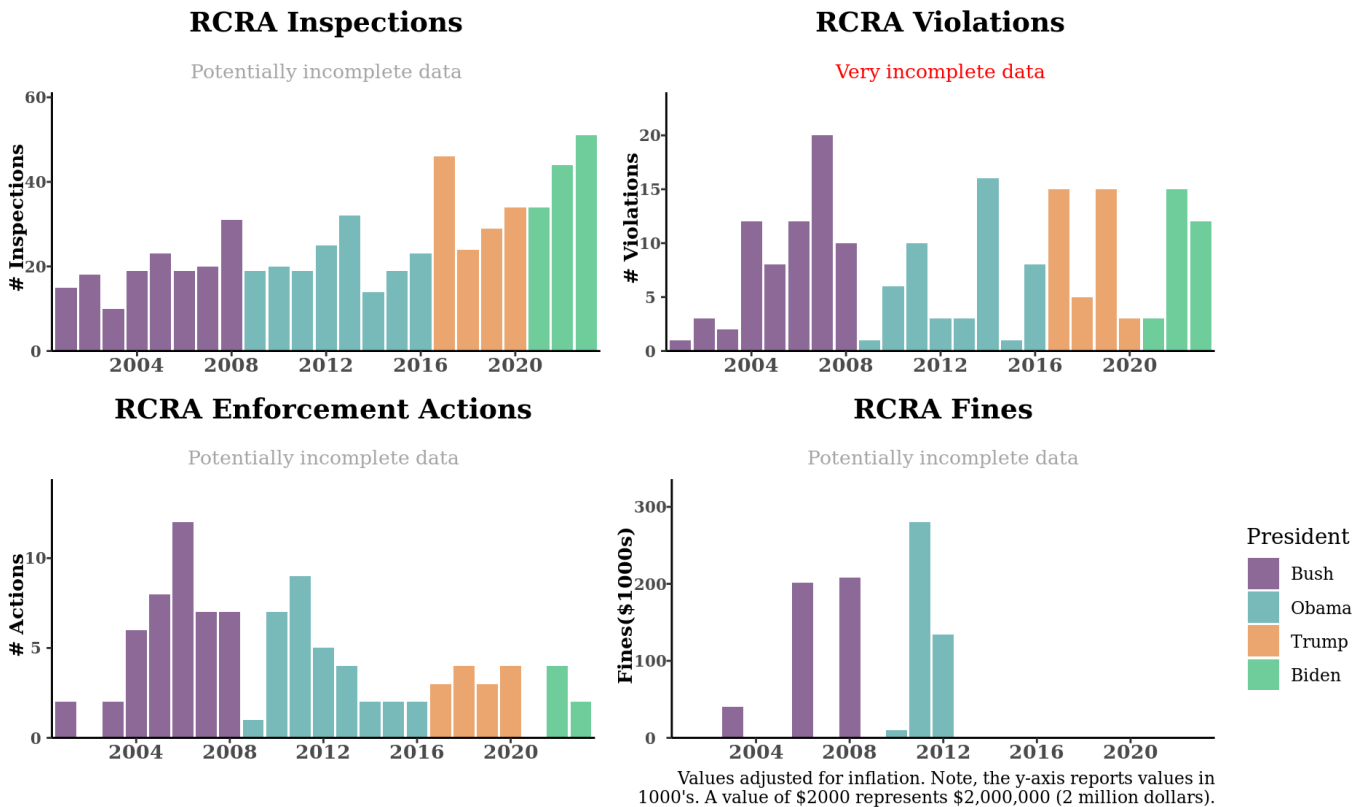 RCRA Inspections
Potentially incomplete data
# Inspections
60
40
20
0
2004 2008 2012 2016 2020
RCRA Violations
Very incomplete data
# Violations
20
15
10
5
0
2004 2008 2012 2016 2020
RCRA Enforcement Actions
Potentially incomplete data
# Actions
10
5
0
2004 2008 2012 2016 2020
RCRA Fines
Potentially incomplete data
Fines($1000s)
300
200
100
0
2004 2008 2012 2016 2020
President
Bush
Obama
Trump
Biden
Values adjusted for inflation. Note, the y-axis reports values in
1000's. A value of $2000 represents $2,000,000 (2 million dollars).